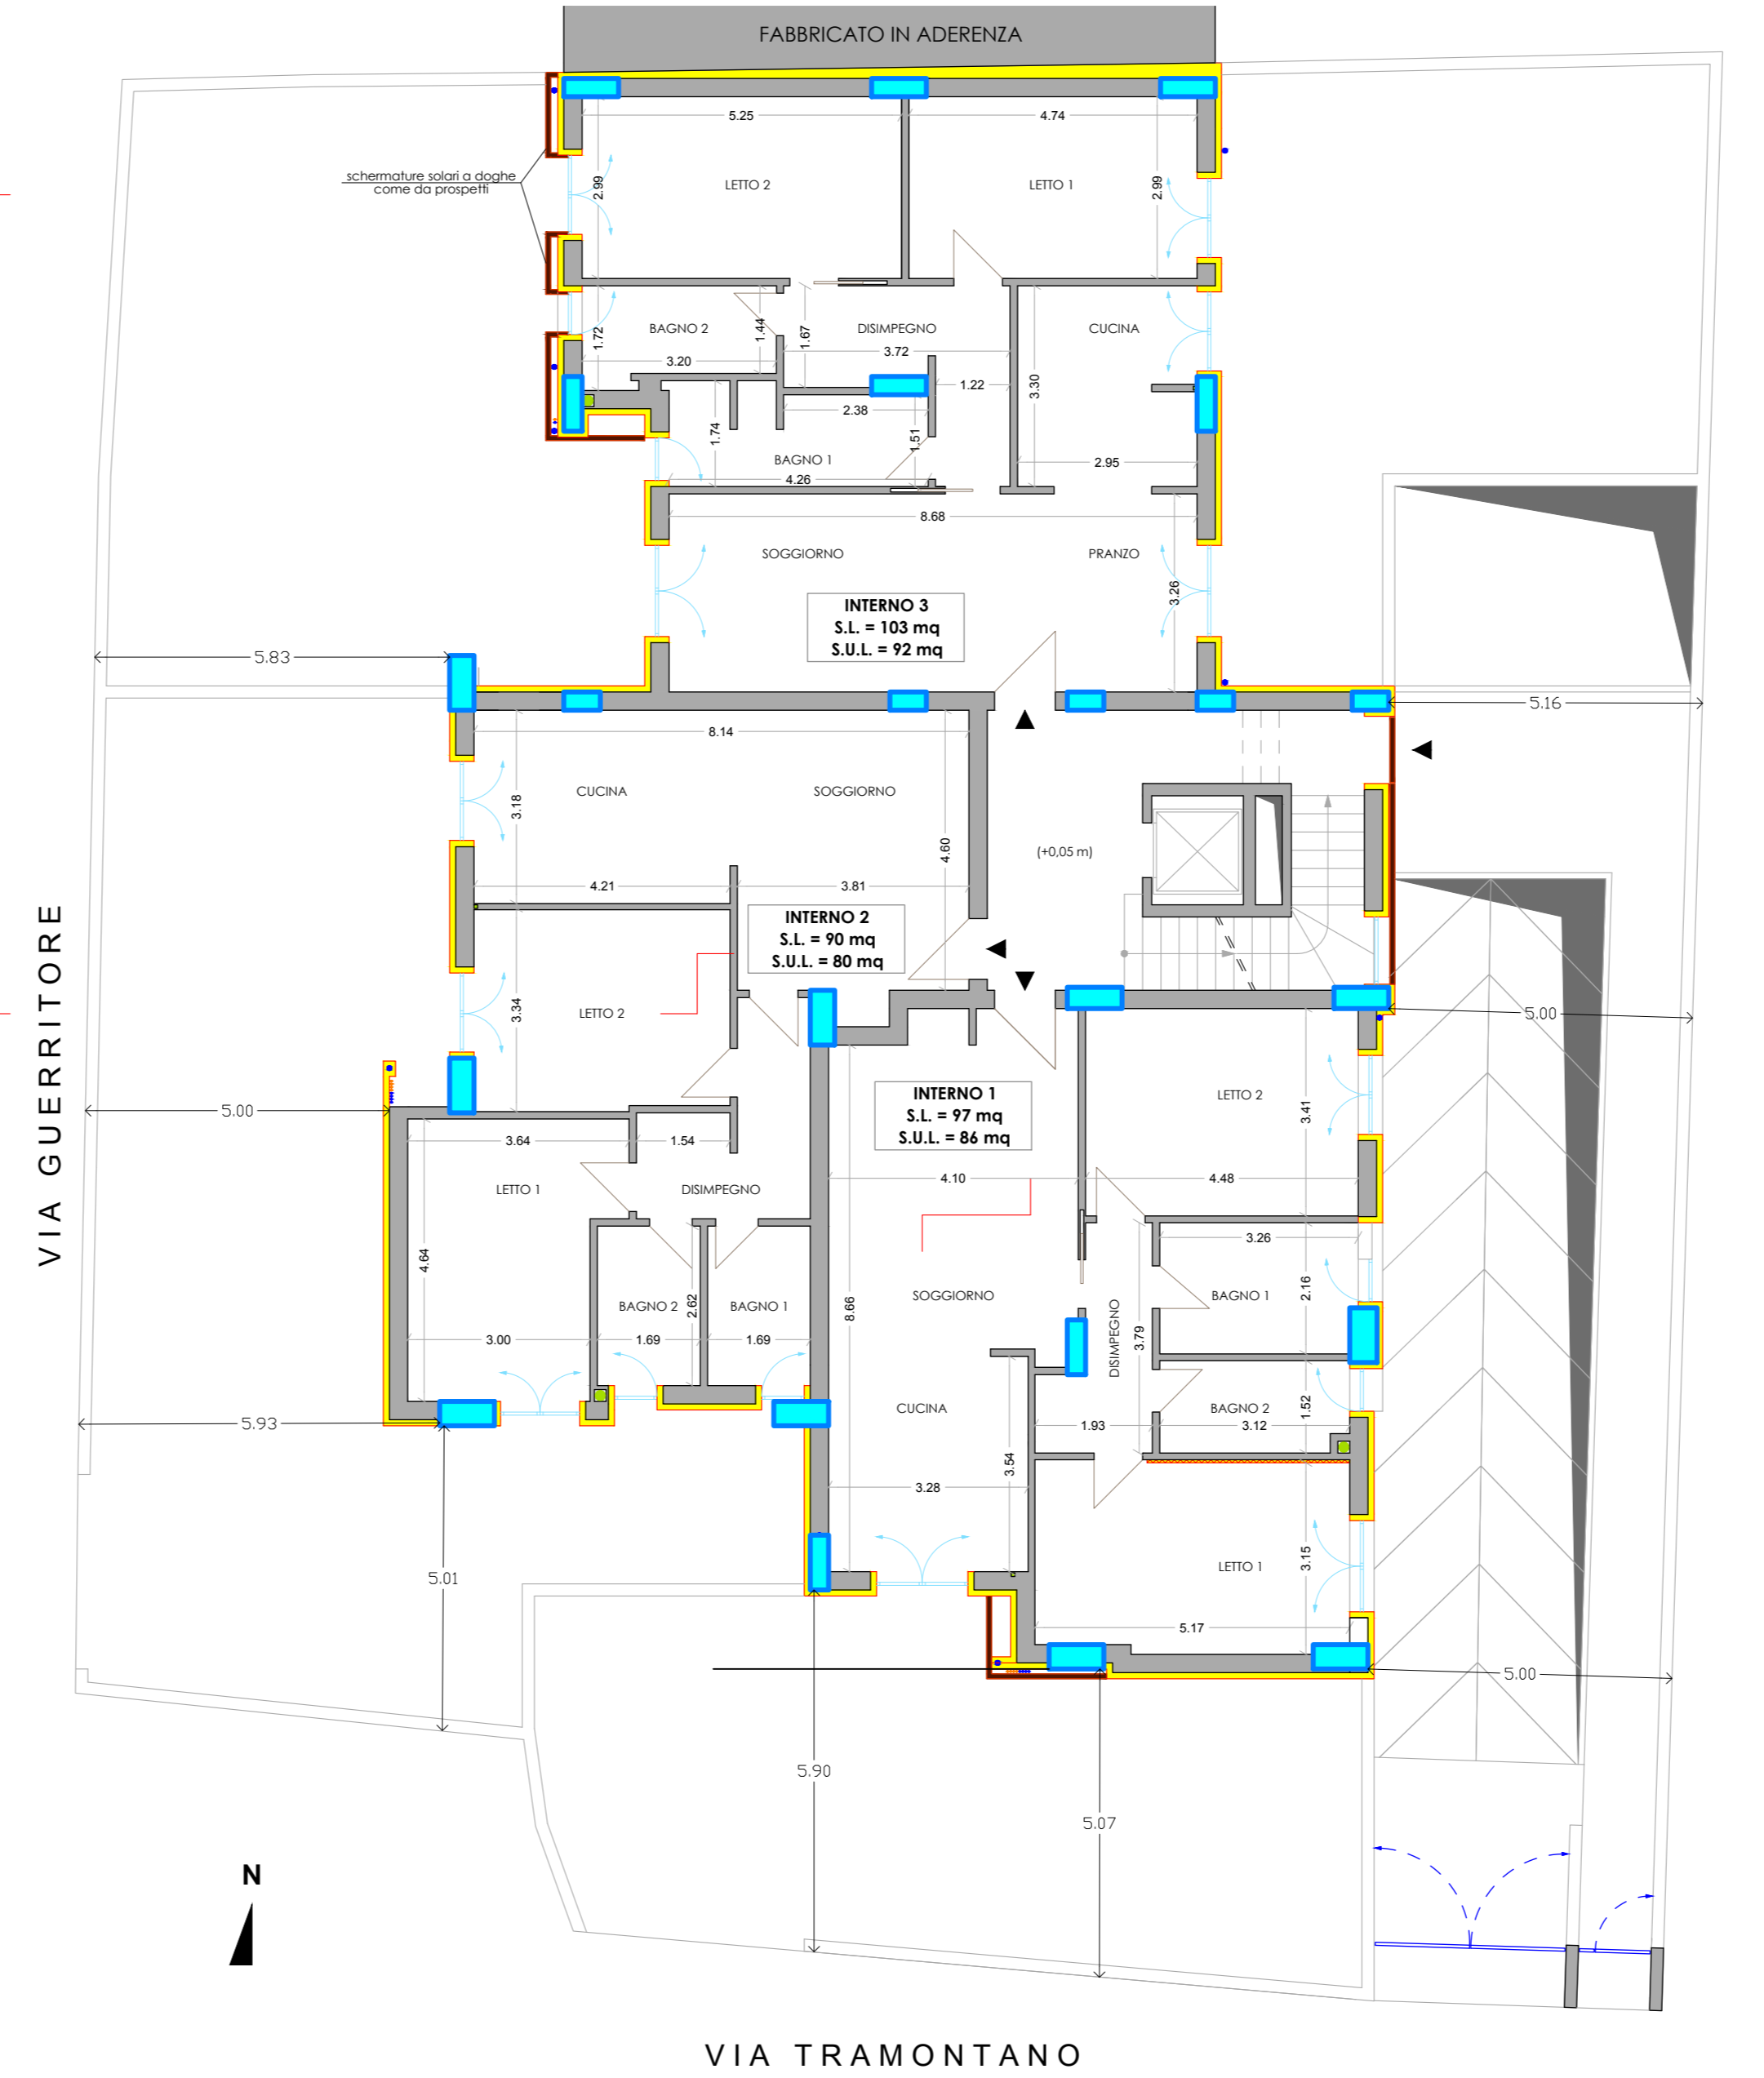 FABBRICATO IN ADERENZA
5.25
4.74
schermature solari a doghe
come da prospetti
2.99
LETTO 2
LETTO 1
2.99
1.72
BAGNO 2
1.44
1.67
DISIMPEGNO
CUCINA
3.20
3.72
1.22
3.30
2.38
1.74
1.51
BAGNO 1
2.95
4.26
8.68
SOGGIORNO
PRANZO
3.26
INTERNO 3
S.L. = 103 mq
S.U.L. = 92 mq
5.83
5.16
8.14
CUCINA
SOGGIORNO
3.18
4.60
(+0,05 m)
4.21
3.81
INTERNO 2
S.L. = 90 mq
S.U.L. = 80 mq
VIA GUERRITORE
3.34
LETTO 2
5.00
INTERNO 1
S.L. = 97 mq
S.U.L. = 86 mq
LETTO 2
3.41
5.00
3.64
1.54
LETTO 1
DISIMPEGNO
4.10
4.48
4.64
3.26
8.66
SOGGIORNO
BAGNO 1
2.16
BAGNO 2
2.62
BAGNO 1
DISIMPEGNO
3.79
3.00
1.69
1.69
5.93
CUCINA
BAGNO 2
1.52
1.93
3.12
3.54
3.28
5.01
LETTO 1
3.15
5.17
5.00
5.90
5.07
N
VIA TRAMONTANO